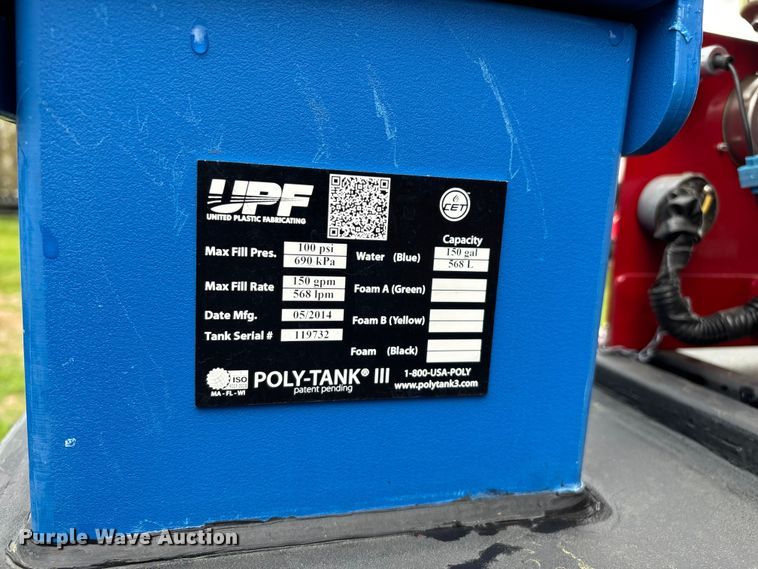 UPF
UNITED PLASTIC FABRICATING
CET™
Capacity
Max Fill Pres. 100 psi 690 kPa Water (Blue) 150 gal 568 L
Max Fill Rate 150 gpm 568 lpm Foam A (Green)
Date Mfg. 05/2014 Foam B (Yellow)
Tank Serial # 119732
Foam (Black)
ISO
MA - FL - WI
POLY-TANK® III
patent pending
1-800-USA-POLY
www.polytank3.com
Purple Wave Auction